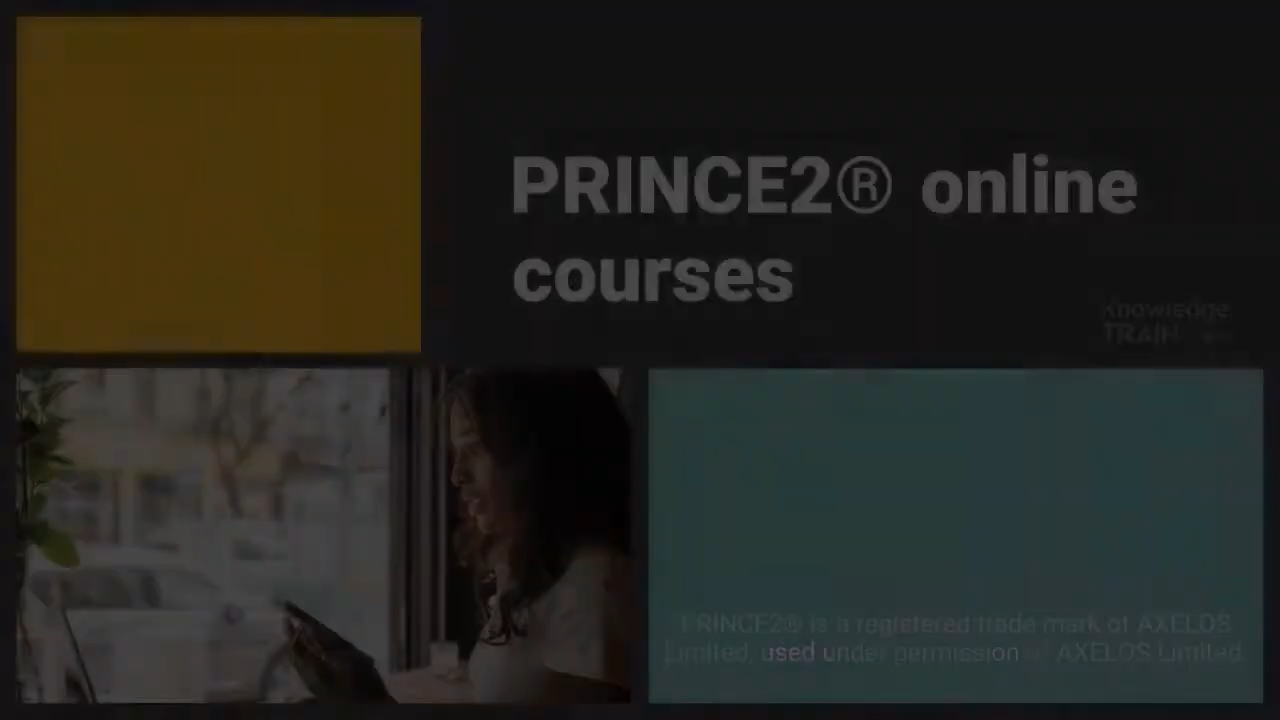 PRINCE2® online
courses
Knowledge
TRAIN
PRINCE2® is a registered trade mark of AXELOS
Limited, used under permission of AXELOS Limited.